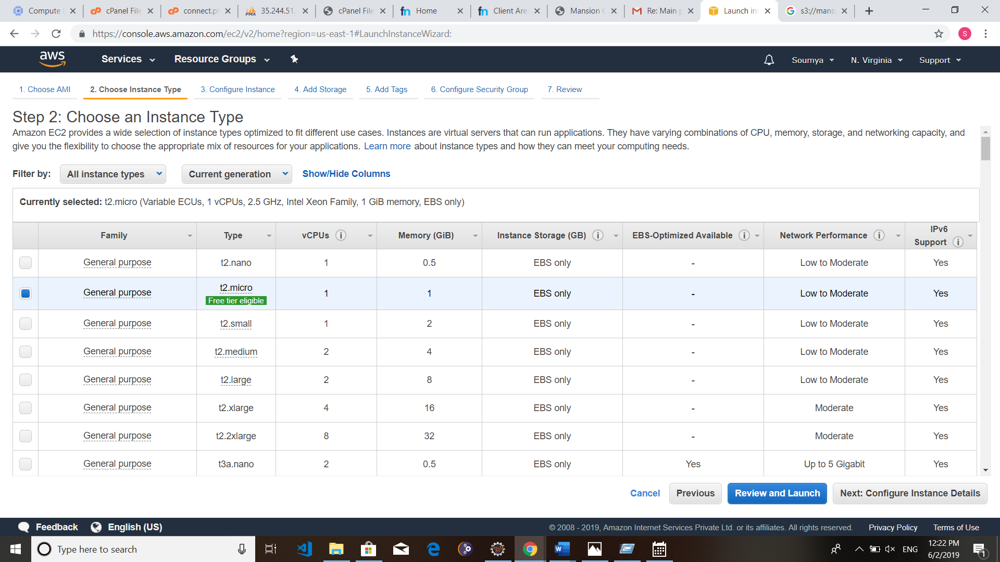 Compute
cPanel File
connect.p
35.244.51.
cPanel File
Home
Client Are
Mansion
Re: Main p
Launch in
s3://mans
https://console.aws.amazon.com/ec2/v2/home?region=us-east-1#LaunchInstanceWizard:
S
aws
Services
Resource Groups
Soumya
N. Virginia
Support
1. Choose AMI
2. Choose Instance Type
3. Configure Instance
4. Add Storage
5. Add Tags
6. Configure Security Group
7. Review
Step 2: Choose an Instance Type
Amazon EC2 provides a wide selection of instance types optimized to fit different use cases. Instances are virtual servers that can run applications. They have varying combinations of CPU, memory, storage, and networking capacity, and
give you the flexibility to choose the appropriate mix of resources for your applications. Learn more about instance types and how they can meet your computing needs.
Filter by: All instance types Current generation Show/Hide Columns
Currently selected: t2.micro (Variable ECUs, 1 vCPUs, 2.5 GHz, Intel Xeon Family, 1 GiB memory, EBS only)
Family Type vCPUs Memory (GiB) Instance Storage (GB) EBS-Optimized Available Network Performance IPv6 Support
General purpose t2.nano 1 0.5 EBS only - Low to Moderate Yes
General purpose t2.micro Free tier eligible 1 1 EBS only - Low to Moderate Yes
General purpose t2.small 1 2 EBS only - Low to Moderate Yes
General purpose t2.medium 2 4 EBS only - Low to Moderate Yes
General purpose t2.large 2 8 EBS only - Low to Moderate Yes
General purpose t2.xlarge 4 16 EBS only - Moderate Yes
General purpose t2.2xlarge 8 32 EBS only - Moderate Yes
General purpose t3a.nano 2 0.5 EBS only Yes Up to 5 Gigabit Yes
Cancel Previous Review and Launch Next: Configure Instance Details
Feedback English (US) © 2008 - 2019, Amazon Internet Services Private Ltd. or its affiliates. All rights reserved. Privacy Policy Terms of Use
Type here to search
ENG
12:22 PM
6/2/2019
1